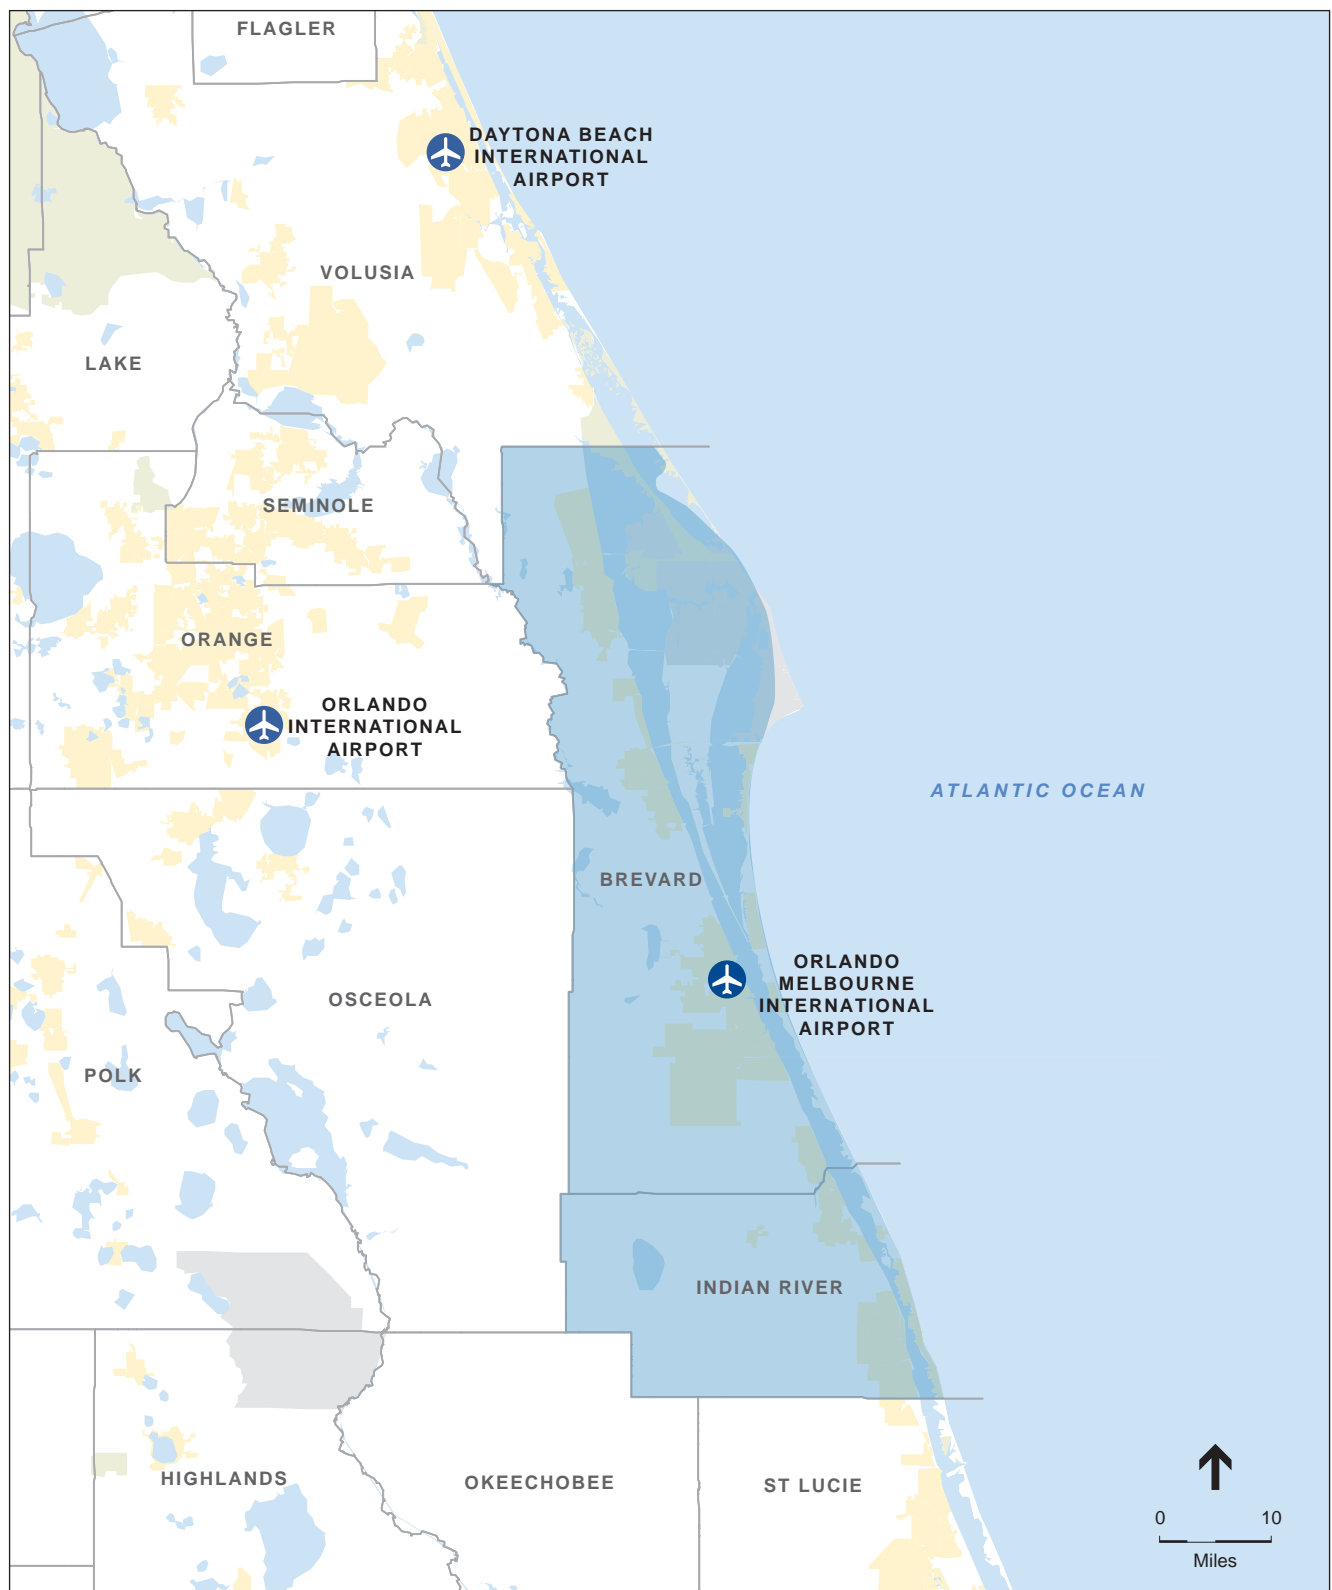 FLAGLER
DAYTONA BEACH
INTERNATIONAL
AIRPORT
VOLUSIA
LAKE
SEMINOLE
ORANGE
ORLANDO
INTERNATIONAL
AIRPORT
ATLANTIC OCEAN
BREVARD
ORLANDO
MELBOURNE
INTERNATIONAL
AIRPORT
OSCEOLA
POLK
INDIAN RIVER
HIGHLANDS
OKEECHOBEE
ST LUCIE
0 10
Miles